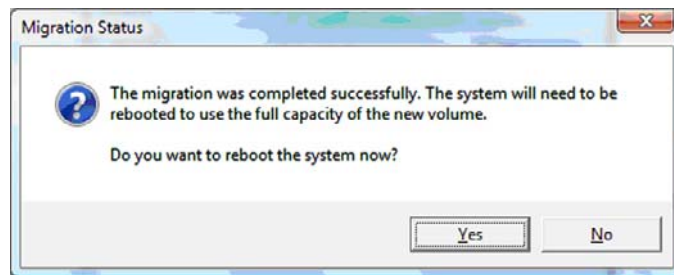 Migration Status
The migration was completed successfully. The system will need to be
rebooted to use the full capacity of the new volume.
Do you want to reboot the system now?
Yes
No